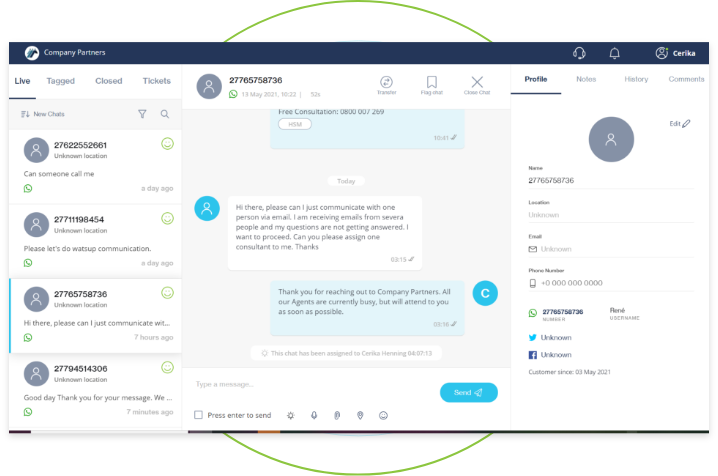 Company Partners
Cerika
Live
Tagged
Closed
Tickets
New Chats
27622552661
Unknown location
Can someone call me
a day ago
27711198454
Unknown location
Please let's do watsup communication.
a day ago
27765758736
Unknown location
Hi there, please can I just communicate wit...
7 hours ago
27794514306
Unknown location
Good day Thank you for your message. We ...
7 minutes ago
27765758736
13 May 2021, 10:22 | 52s
Transfer
Flag chat
Close Chat
Free Consultation: 0800 007 269
HSM
10:41
Today
Hi there, please can I just communicate with one
person via email. I am receiving emails from severa
people and my questions are not getting answered. I
want to proceed. Can you please assign one
consultant to me. Thanks
03:15
Thank you for reaching out to Company Partners. All
our Agents are currently busy, but will attend to you
as soon as possible.
03:16
C
This chat has been assigned to Cerika Henning 04:07:13
Type a message...
Send
Press enter to send
Profile
Notes
History
Comments
Edit
Name
27765758736
Location
Unknown
Email
Unknown
Phone Number
+0 000 000 0000
27765758736
NUMBER
René
USERNAME
Unknown
Unknown
Customer since: 03 May 2021